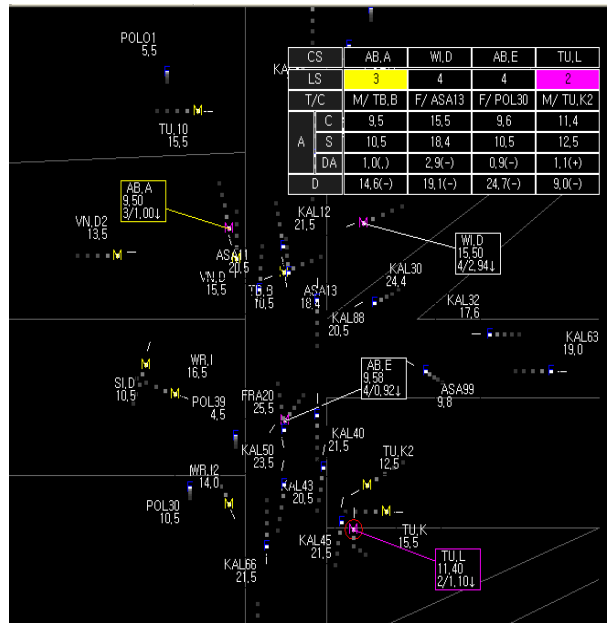 POLO1
5,5
CS AB,A WI,D AB,E TU,L
LS 3 4 4 2
T/C M/ TB,B F/ ASA13 F/ POL30 M/ TU,K2
A C 9,5 15,5 9,6 11,4
S 10,5 18,4 10,5 12,5
DA 1,0(,) 2,9(-) 0,9(-) 1,1(+)
D 14,6(-) 19,1(-) 24,7(-) 9,0(-)
TU,10
15,5
AB,A
9,50
3/1,00↓
KAL12
21,5
VN,D2
13,5
WI,D
15,50
4/2,94↓
ASA11
20,5
VN,D
15,5
TB,B
10,5
ASA13
18,4
KAL30
24,4
KAL88
20,5
KAL32
17,6
KAL63
19,0
WR,I
16,5
SI,D
10,5
POL39
4,5
AB,E
9,58
4/0,92↓
ASA99
9,8
FRA20
25,5
KAL40
21,5
KAL50
23,5
TU,K2
12,5
WR,I2
14,0
KAL43
20,5
POL30
10,5
TU,K
15,5
KAL45
21,5
KAL66
21,5
TU,L
11,40
2/1,10↓